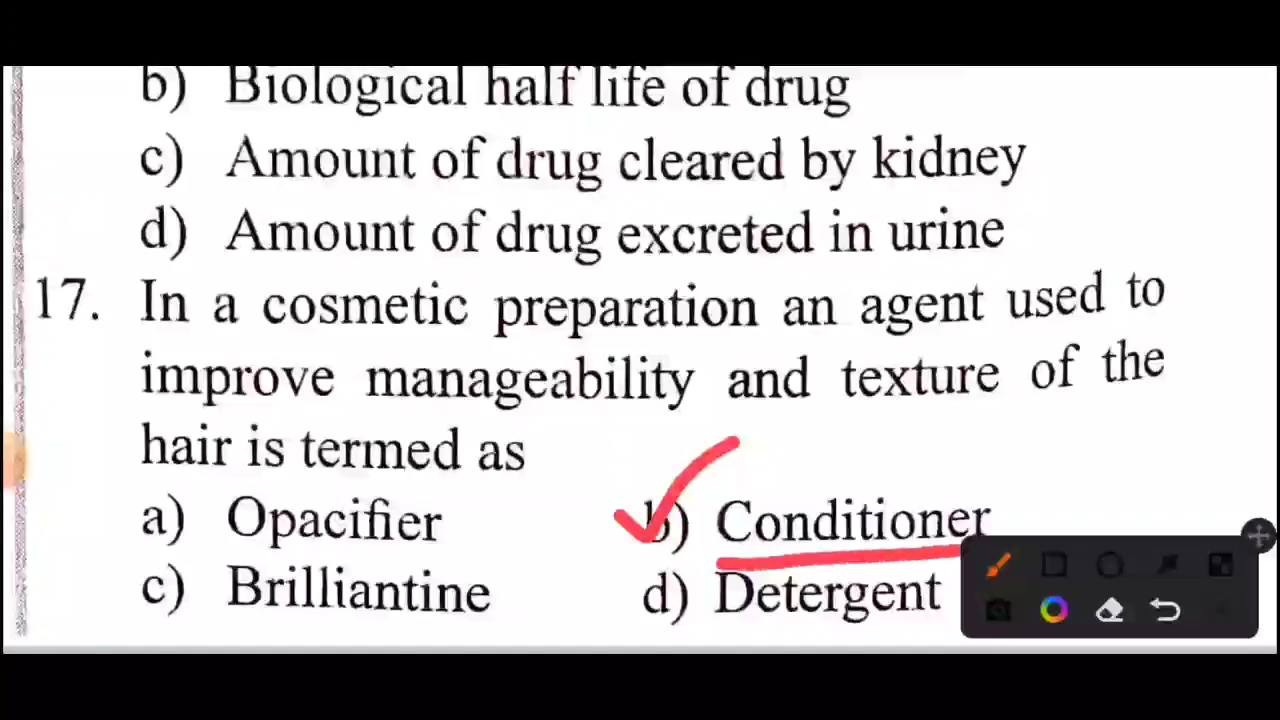 b) Biological half life of drug
c) Amount of drug cleared by kidney
d) Amount of drug excreted in urine
17. In a cosmetic preparation an agent used to
improve manageability and texture of the
hair is termed as
a) Opacifier b) Conditioner
c) Brilliantine d) Detergent